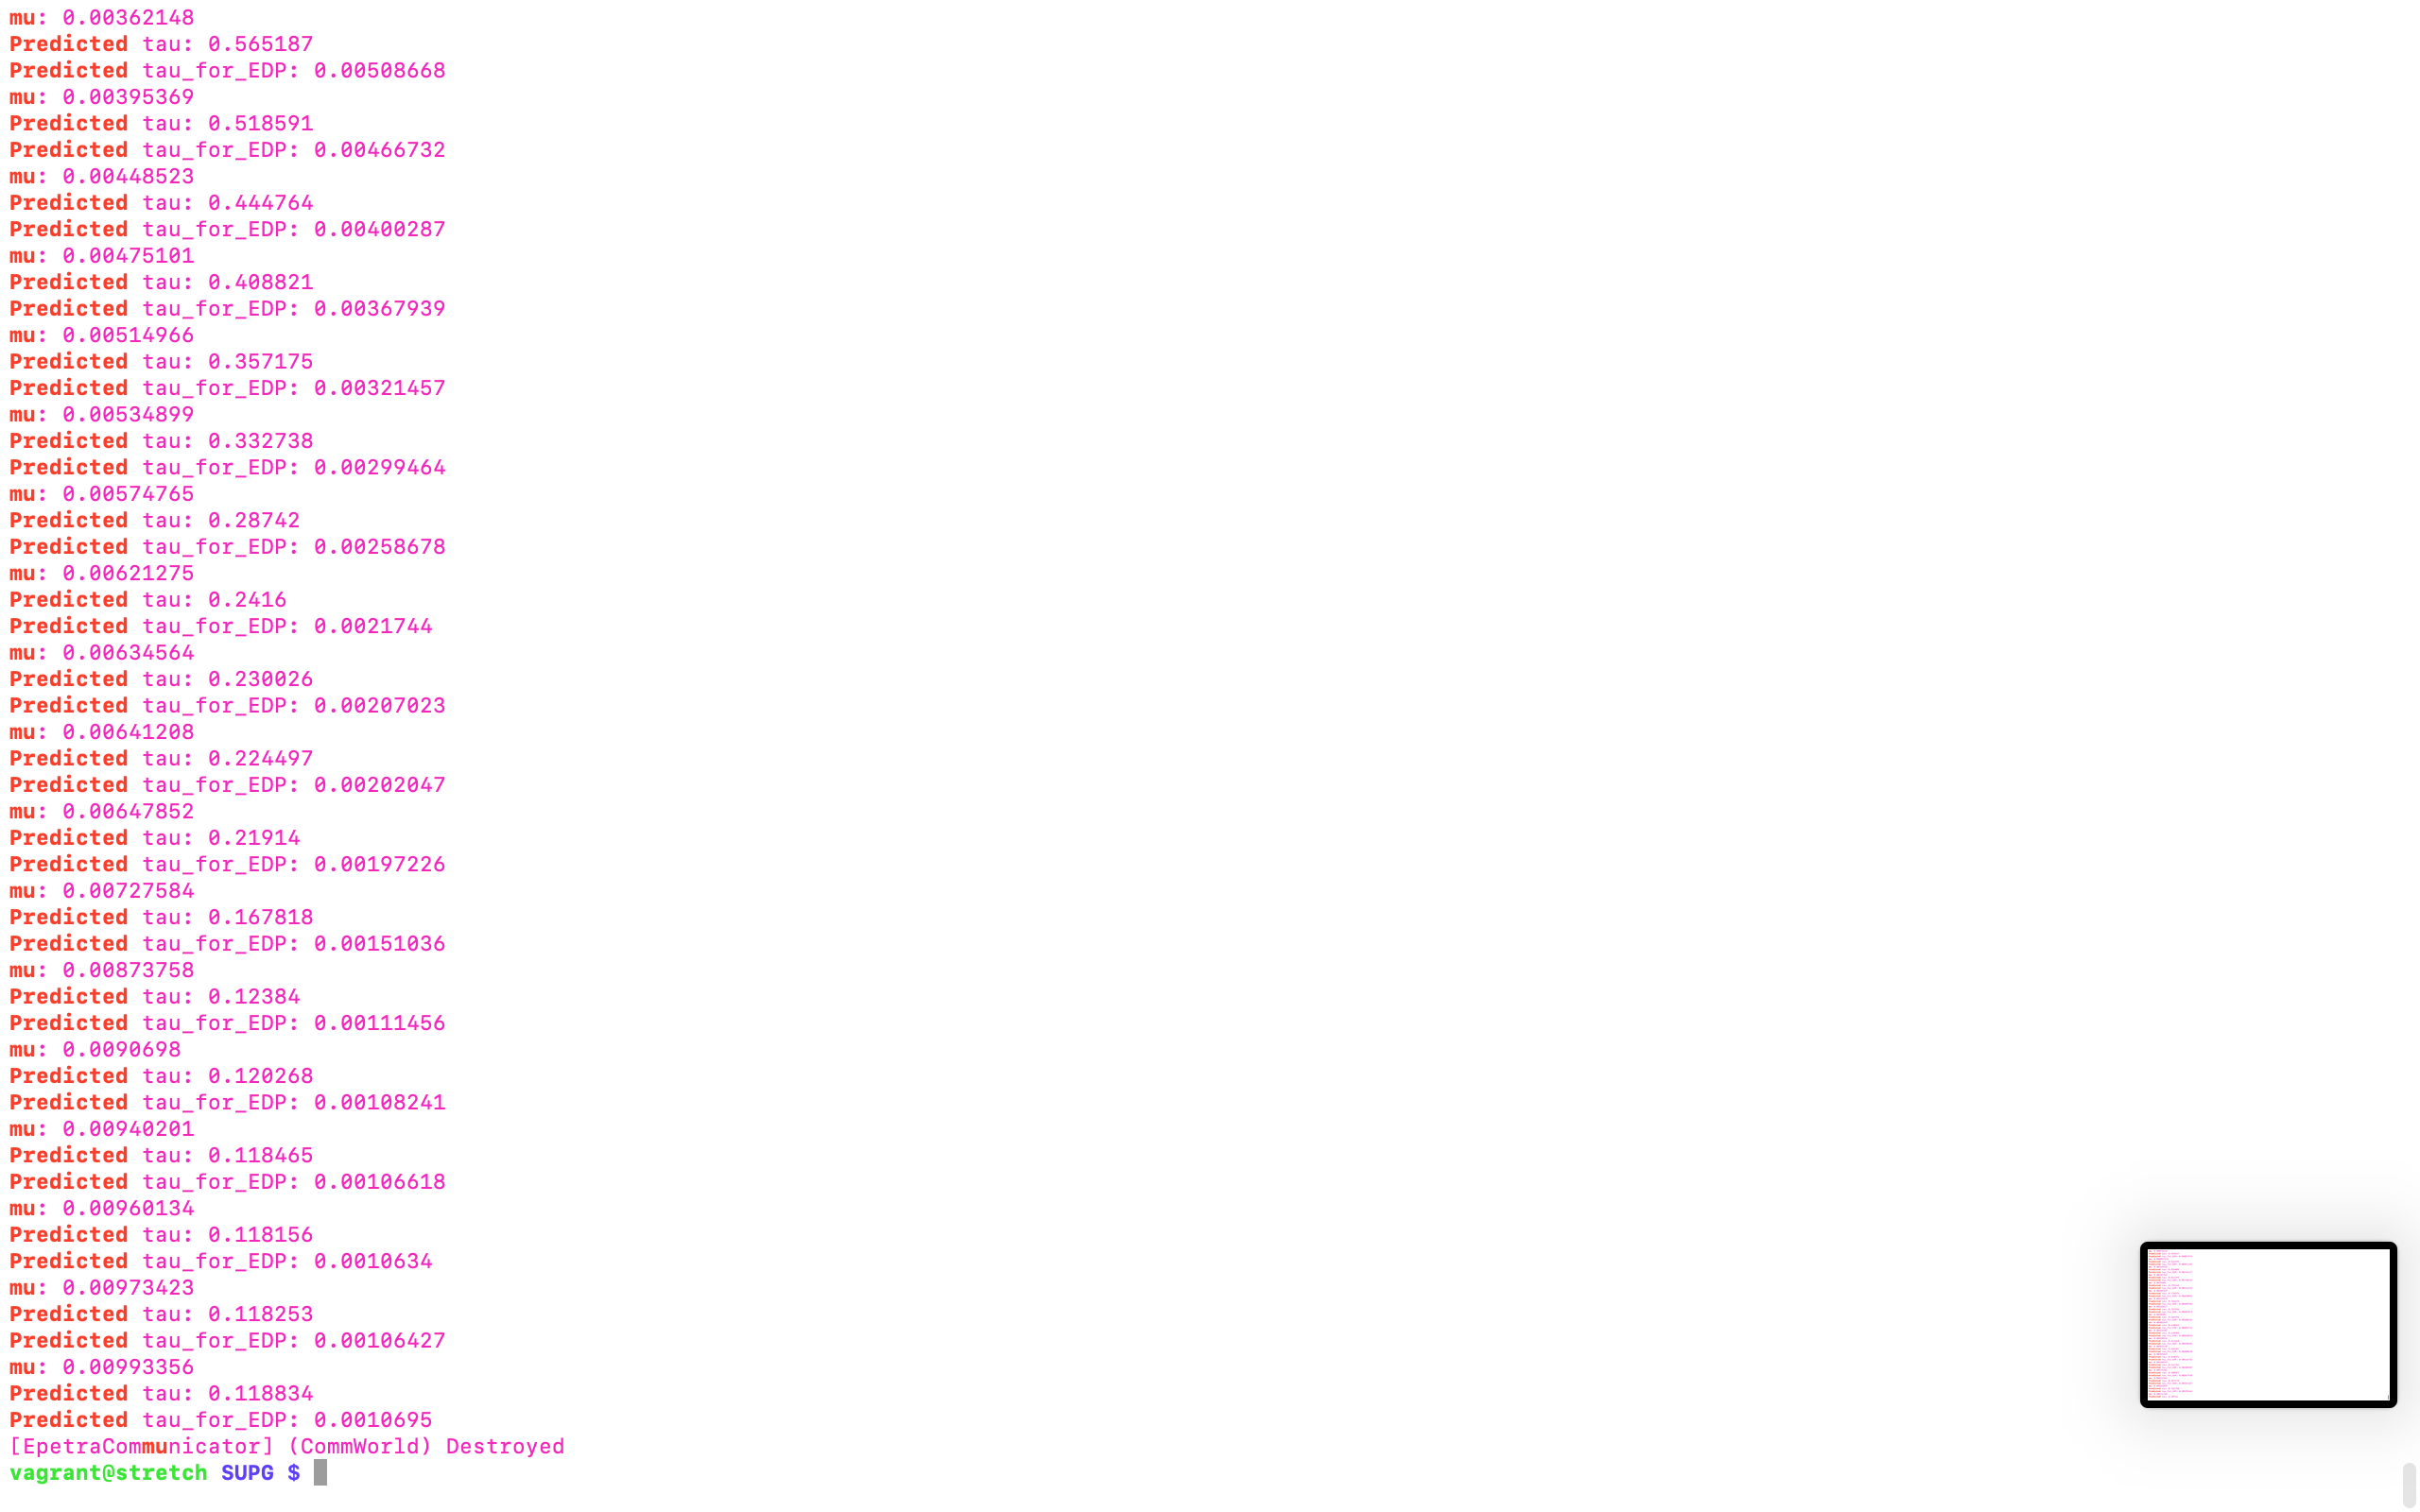 mu: 0.00362148
Predicted tau: 0.565187
Predicted tau_for_EDP: 0.00508668
mu: 0.00395369
Predicted tau: 0.518591
Predicted tau_for_EDP: 0.00466732
mu: 0.00448523
Predicted tau: 0.444764
Predicted tau_for_EDP: 0.00400287
mu: 0.00475101
Predicted tau: 0.408821
Predicted tau_for_EDP: 0.00367939
mu: 0.00514966
Predicted tau: 0.357175
Predicted tau_for_EDP: 0.00321457
mu: 0.00534899
Predicted tau: 0.332738
Predicted tau_for_EDP: 0.00299464
mu: 0.00574765
Predicted tau: 0.28742
Predicted tau_for_EDP: 0.00258678
mu: 0.00621275
Predicted tau: 0.2416
Predicted tau_for_EDP: 0.0021744
mu: 0.00634564
Predicted tau: 0.230026
Predicted tau_for_EDP: 0.00207023
mu: 0.00641208
Predicted tau: 0.224497
Predicted tau_for_EDP: 0.00202047
mu: 0.00647852
Predicted tau: 0.21914
Predicted tau_for_EDP: 0.00197226
mu: 0.00727584
Predicted tau: 0.167818
Predicted tau_for_EDP: 0.00151036
mu: 0.00873758
Predicted tau: 0.12384
Predicted tau_for_EDP: 0.00111456
mu: 0.0090698
Predicted tau: 0.120268
Predicted tau_for_EDP: 0.00108241
mu: 0.00940201
Predicted tau: 0.118465
Predicted tau_for_EDP: 0.00106618
mu: 0.00960134
Predicted tau: 0.118156
Predicted tau_for_EDP: 0.0010634
mu: 0.00973423
Predicted tau: 0.118253
Predicted tau_for_EDP: 0.00106427
mu: 0.00993356
Predicted tau: 0.118834
Predicted tau_for_EDP: 0.0010695
[EpetraCommunicator] (CommWorld) Destroyed
vagrant@stretch SUPG $